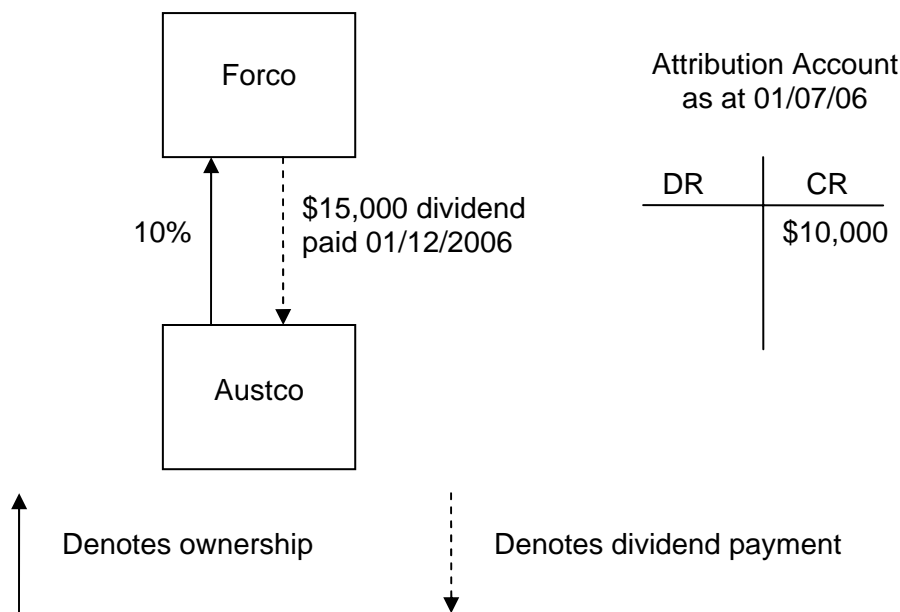 Forco
Attribution Account
as at 01/07/06
DR CR
$10,000
10%
$15,000 dividend
paid 01/12/2006
Austco
Denotes ownership
Denotes dividend payment